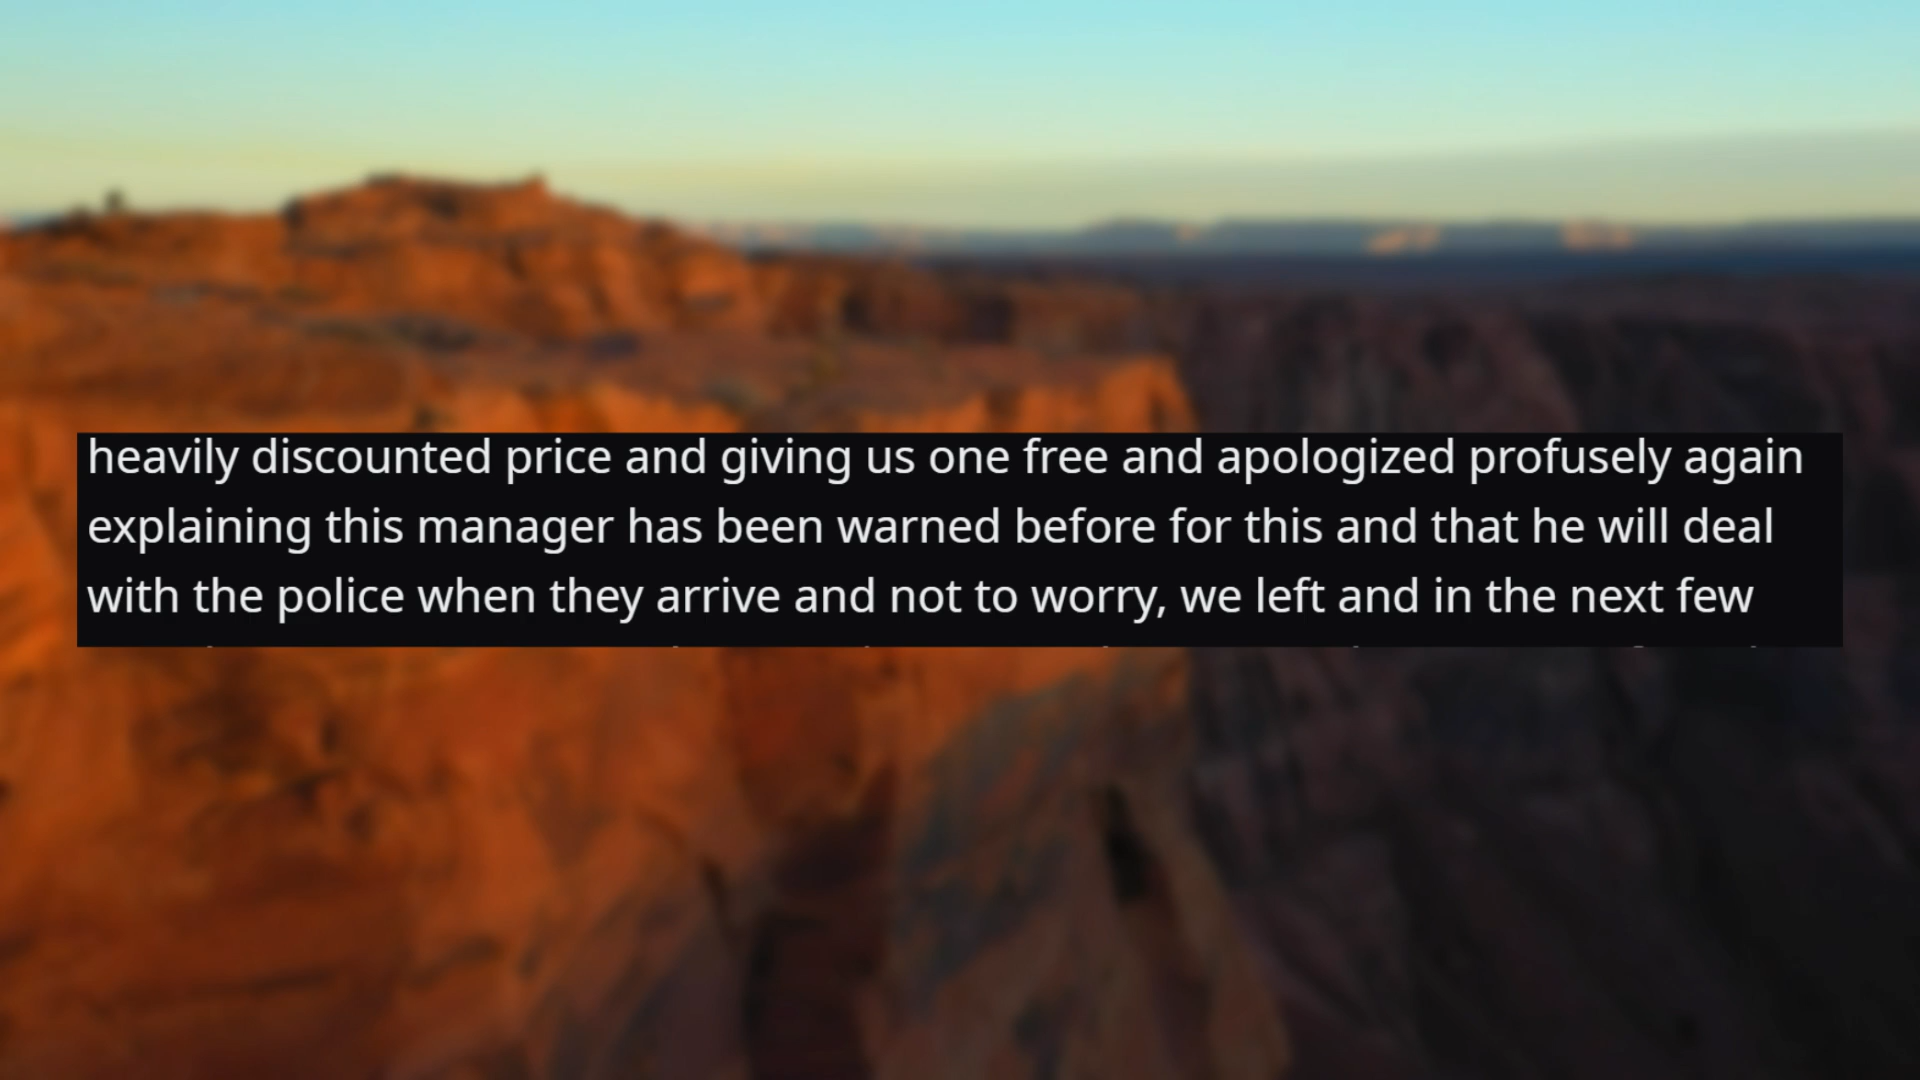 heavily discounted price and giving us one free and apologized profusely again
explaining this manager has been warned before for this and that he will deal
with the police when they arrive and not to worry, we left and in the next few